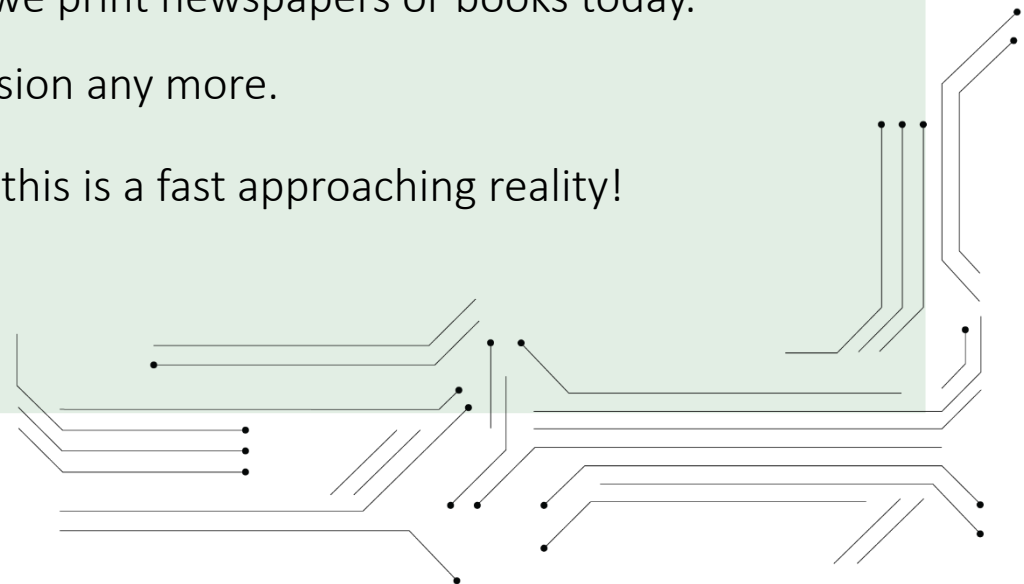 we print newspapers or books today.
sion any more.
this is a fast approaching reality!